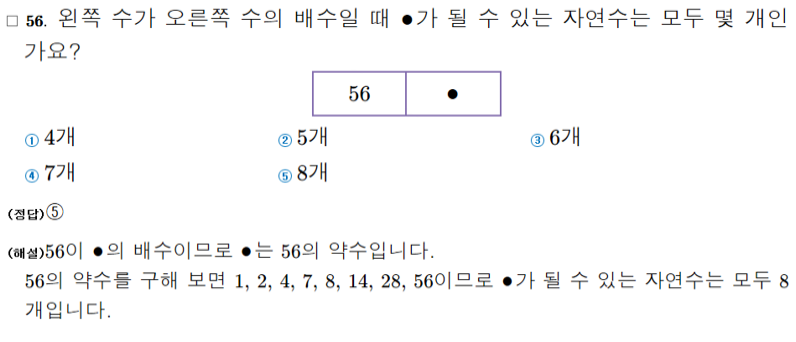 □ 56. 왼쪽 수가 오른쪽 수의 배수일 때 ●가 될 수 있는 자연수는 모두 몇 개인
가요?
56 ●
① 4개 ② 5개 ③ 6개
④ 7개 ⑤ 8개
(정답)⑤
(해설)56이 ●의 배수이므로 ●는 56의 약수입니다.
56의 약수를 구해 보면 1, 2, 4, 7, 8, 14, 28, 56이므로 ●가 될 수 있는 자연수는 모두 8
개입니다.